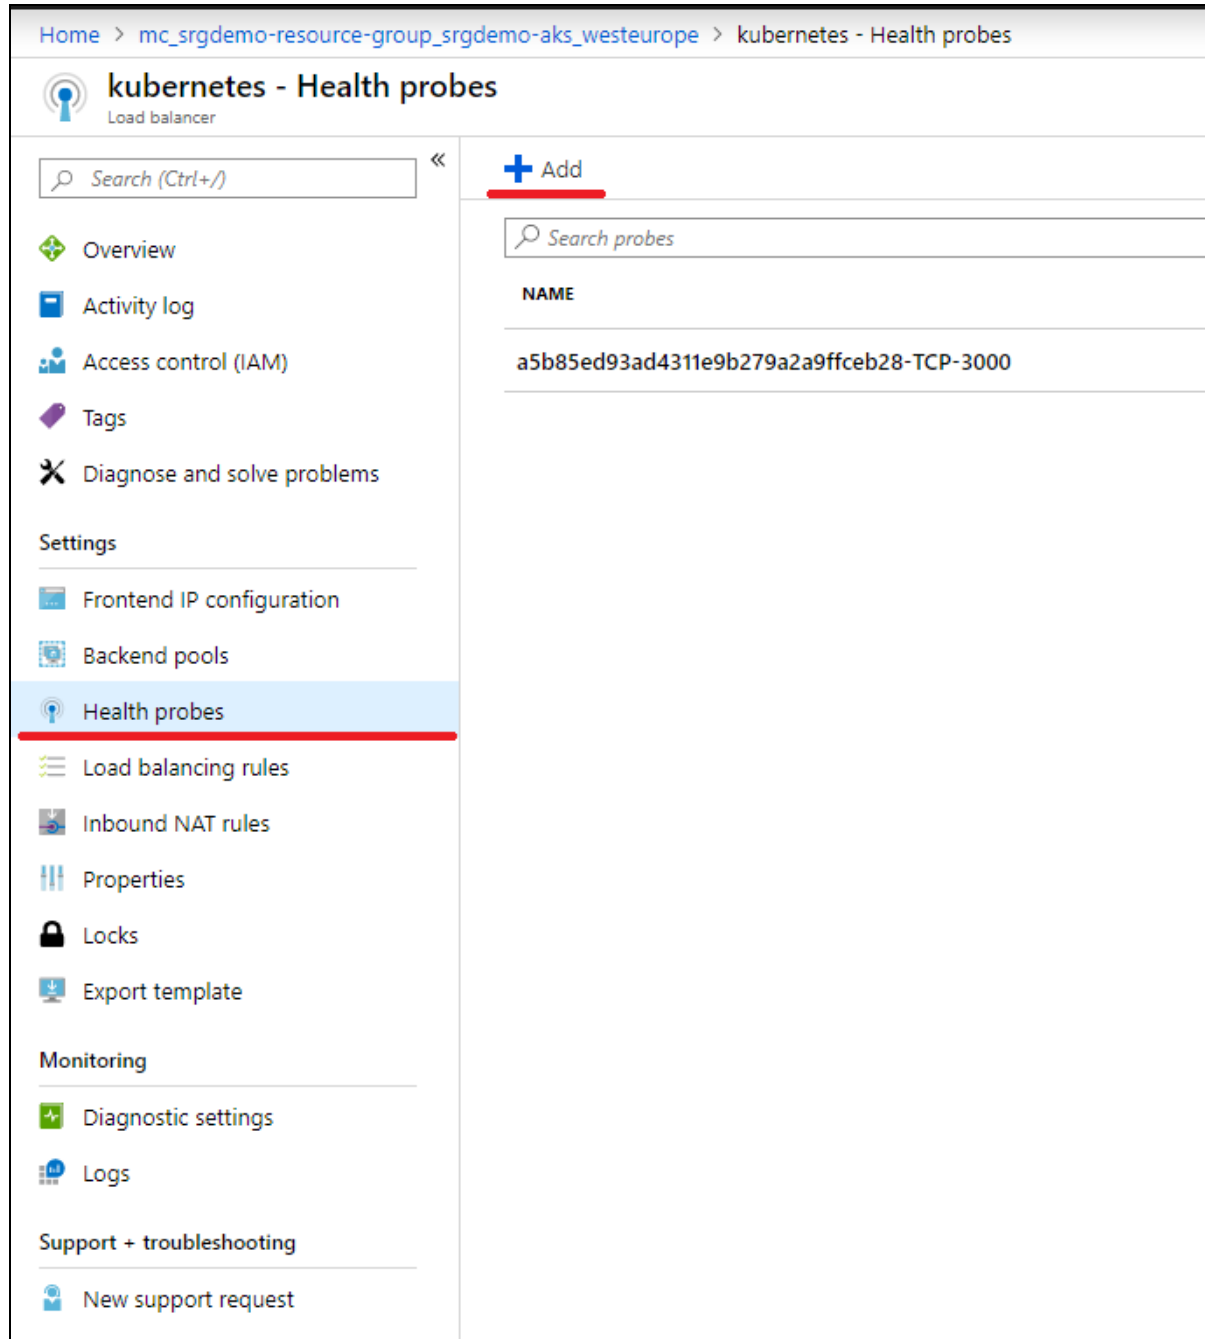 Home > mc_srgdemo-resource-group_srgdemo-aks_westeurope > kubernetes - Health probes
kubernetes - Health probes
Load balancer
Search (Ctrl+/)
«
Add
Search probes
NAME
a5b85ed93ad4311e9b279a2a9ffceb28-TCP-3000
Overview
Activity log
Access control (IAM)
Tags
Diagnose and solve problems
Settings
Frontend IP configuration
Backend pools
Health probes
Load balancing rules
Inbound NAT rules
Properties
Locks
Export template
Monitoring
Diagnostic settings
Logs
Support + troubleshooting
New support request